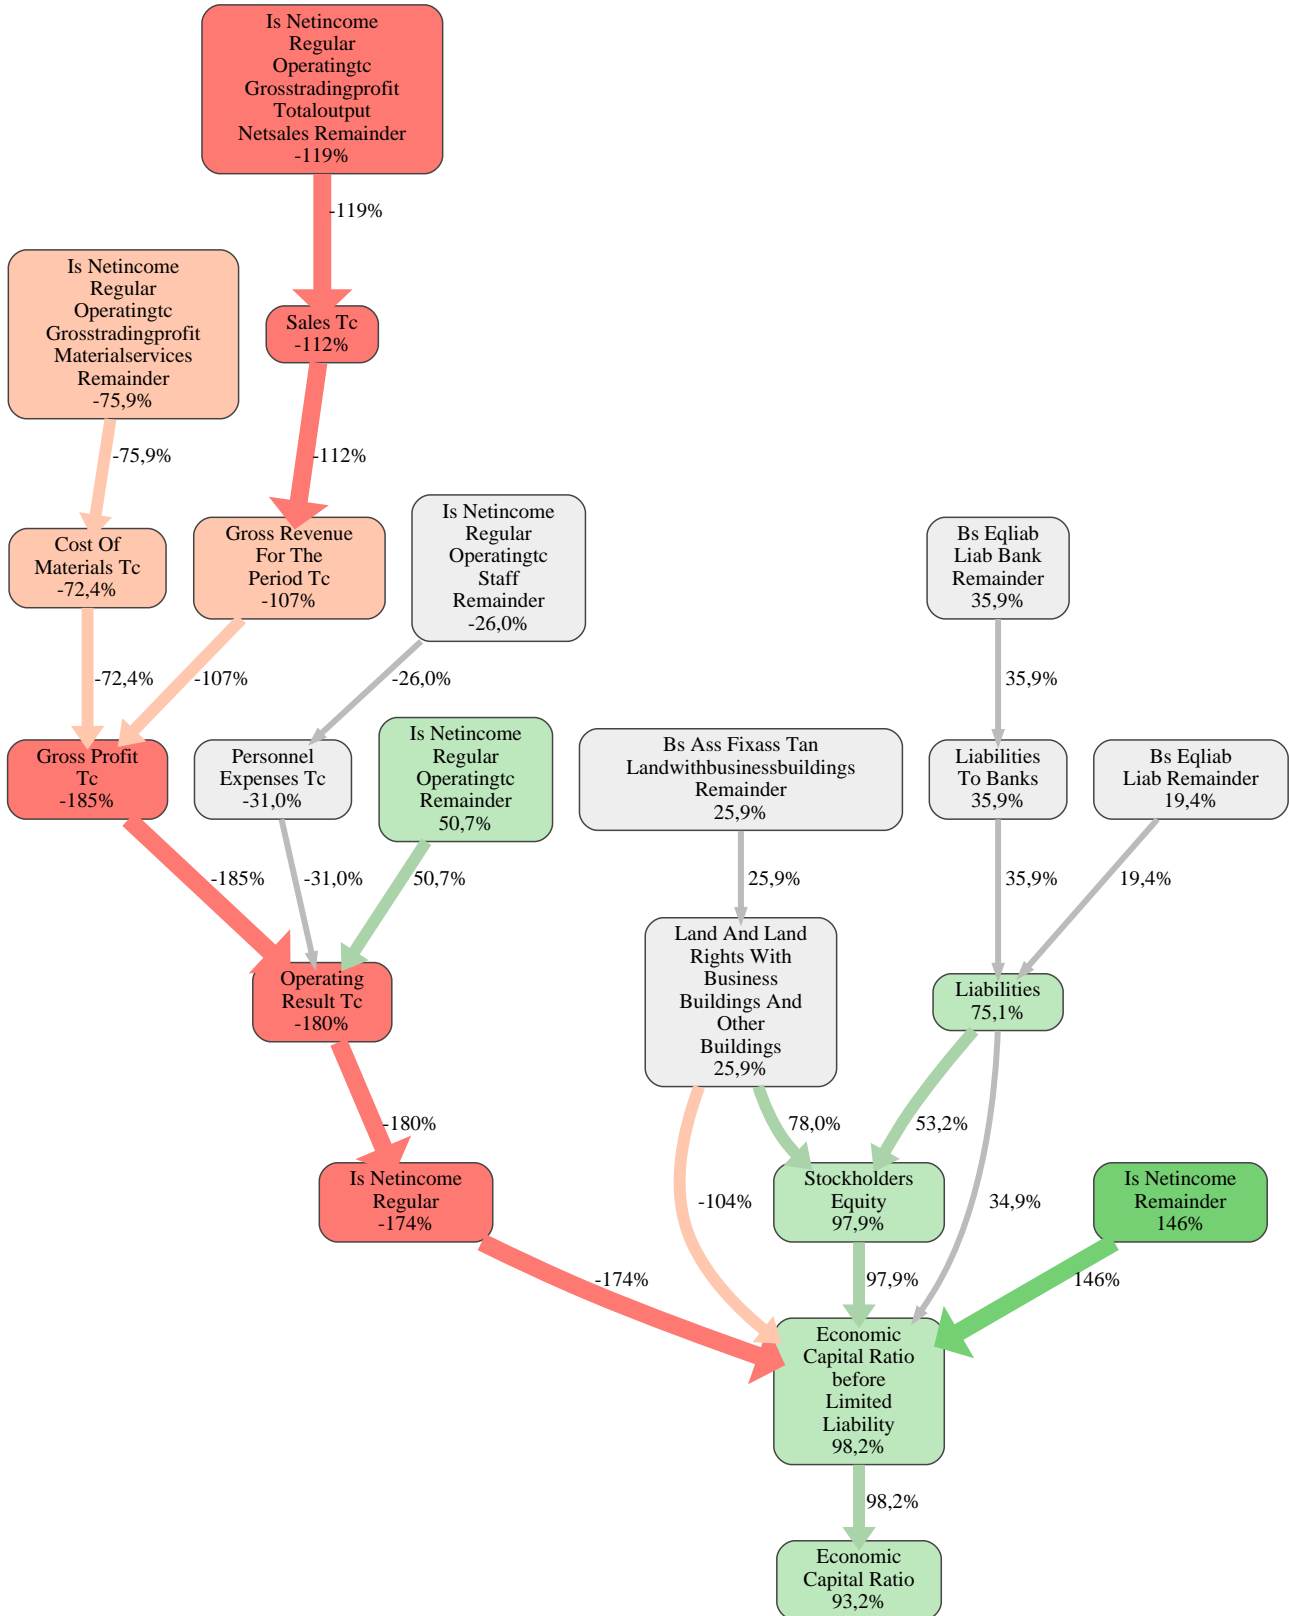 Is Netincome
Regular
Operatingtc
Grosstradingprofit
Totaloutput
Netsales Remainder
-119%
-119%
Is Netincome
Regular
Operatingtc
Grosstradingprofit
Materialservices
Remainder
-75,9%
Sales Tc
-112%
-75,9%
-112%
Cost Of
Materials Tc
-72,4%
Gross Revenue
For The
Period Tc
-107%
Is Netincome
Regular
Operatingtc
Staff
Remainder
-26,0%
Bs Eqliab
Liab Bank
Remainder
35,9%
-72,4%
-107%
-26,0%
35,9%
Gross Profit
Tc
-185%
Personnel
Expenses Tc
-31,0%
Is Netincome
Regular
Operatingtc
Remainder
50,7%
Bs Ass Fixass Tan
Landwithbusinessbuildings
Remainder
25,9%
Liabilities
To Banks
35,9%
Bs Eqliab
Liab Remainder
19,4%
-185%
-31,0%
50,7%
25,9%
35,9%
19,4%
Operating
Result Tc
-180%
Land And Land
Rights With
Business
Buildings And
Other
Buildings
25,9%
Liabilities
75,1%
-180%
78,0%
53,2%
Is Netincome
Regular
-174%
-104%
Stockholders
Equity
97,9%
34,9%
Is Netincome
Remainder
146%
-174%
97,9%
146%
Economic
Capital Ratio
before
Limited
Liability
98,2%
98,2%
Economic
Capital Ratio
93,2%